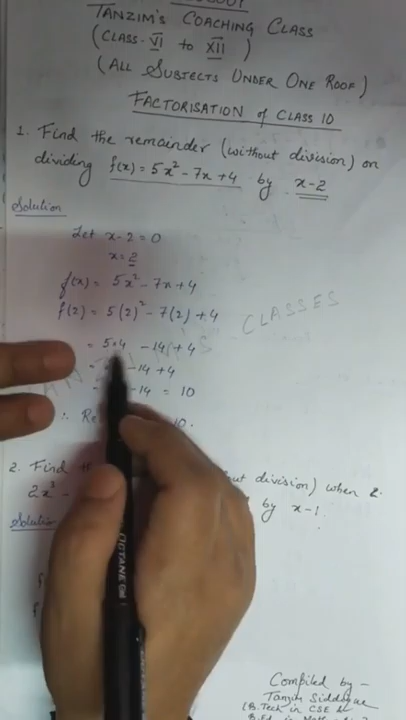 TANZIM'S COACHING CLASS
(CLASS-VI to XII)
(ALL SUBJECTS UNDER ONE ROOF)
FACTORISATION of CLASS 10
1. Find the remainder (without division) on
dividing f(x) = 5x² - 7x + 4 by x-2
Solution
Let x-2 = 0
x = 2
f(x) = 5x² - 7x + 4
f(2) = 5(2)² - 7(2) + 4
= 5·4 - 14 + 4
= -14 + 4
-14 = 10
∴ Re 10.
CLASSES
2. Find division) when
2x³ - by x-1
Solution
Compiled by -
Tanzim Siddique
(B.Tech in CSE &
B.Ed in